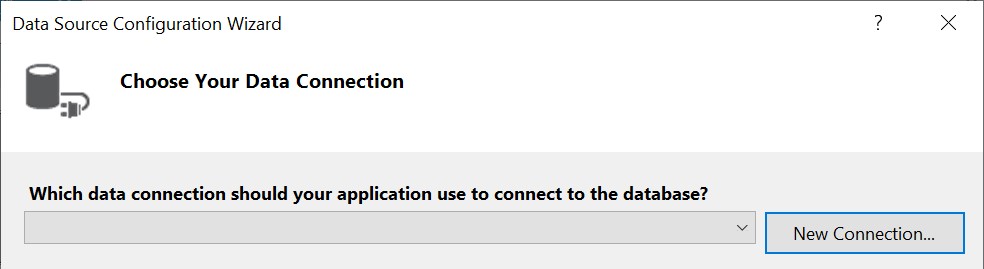 Data Source Configuration Wizard ?
Choose Your Data Connection
Which data connection should your application use to connect to the database?
New Connection...